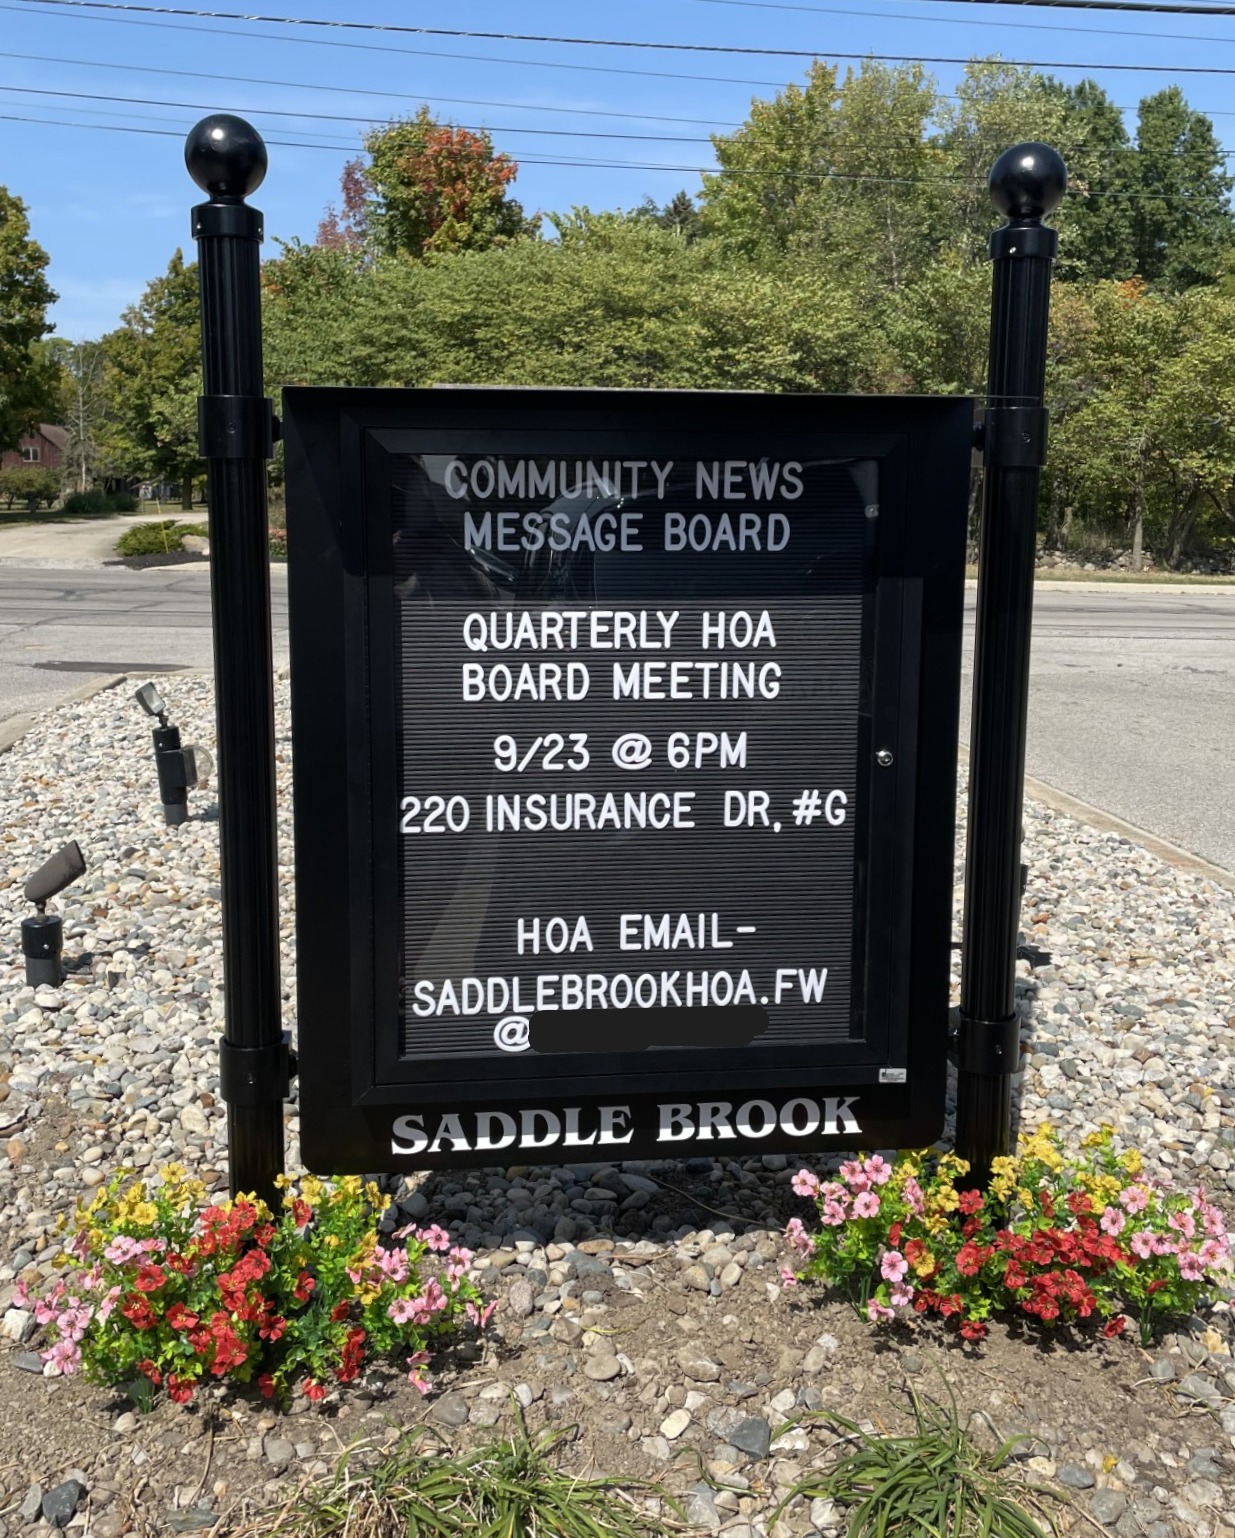 COMMUNITY NEWS
MESSAGE BOARD
QUARTERLY HOA
BOARD MEETING
9/23 @ 6PM
220 INSURANCE DR, #G
HOA EMAIL-
SADDLEBROOKHOA.FW
@
SADDLE BROOK